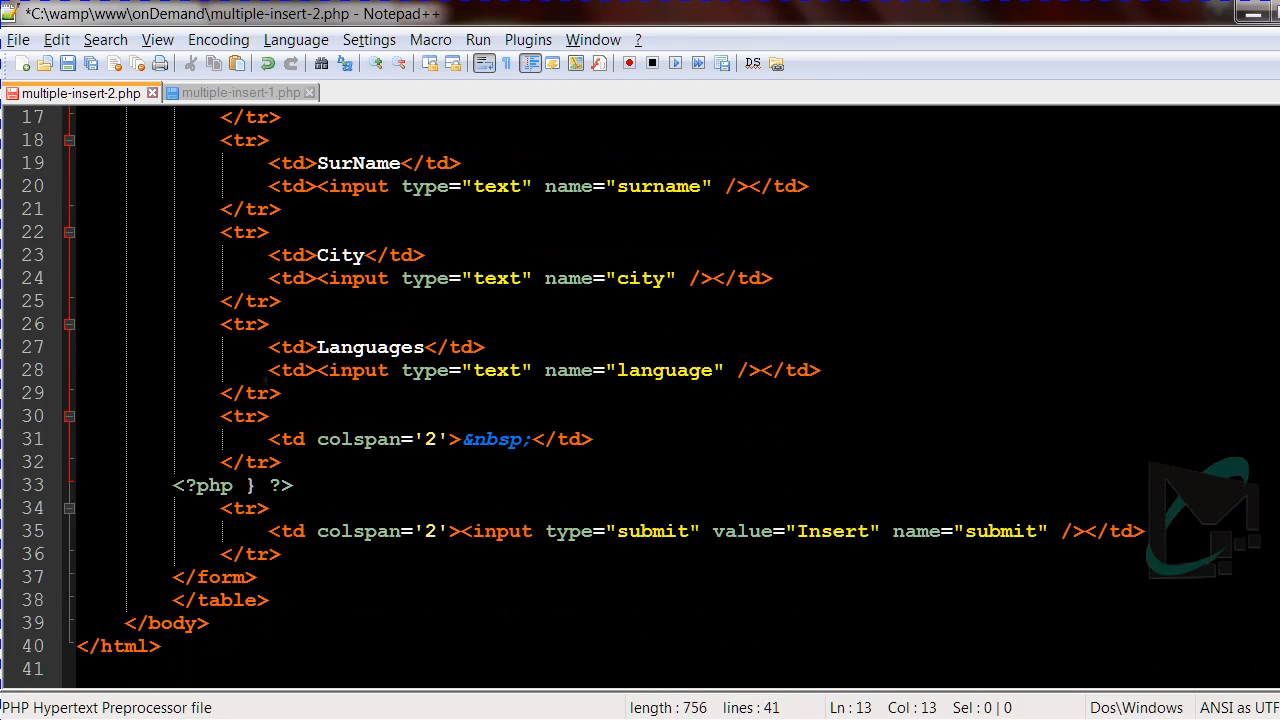 *C:\wamp\www\onDemand\multiple-insert-2.php - Notepad++
File Edit Search View Encoding Language Settings Macro Run Plugins Window ?
multiple-insert-2.php multiple-insert-1.php
17 </tr>
18 <tr>
19 <td>SurName</td>
20 <td><input type="text" name="surname" /></td>
21 </tr>
22 <tr>
23 <td>City</td>
24 <td><input type="text" name="city" /></td>
25 </tr>
26 <tr>
27 <td>Languages</td>
28 <td><input type="text" name="language" /></td>
29 </tr>
30 <tr>
31 <td colspan='2'>&nbsp;</td>
32 </tr>
33 <?php } ?>
34 <tr>
35 <td colspan='2'><input type="submit" value="Insert" name="submit" /></td>
36 </tr>
37 </form>
38 </table>
39 </body>
40 </html>
41
PHP Hypertext Preprocessor file length : 756 lines : 41 Ln : 13 Col : 13 Sel : 0 | 0 Dos\Windows ANSI as UTF